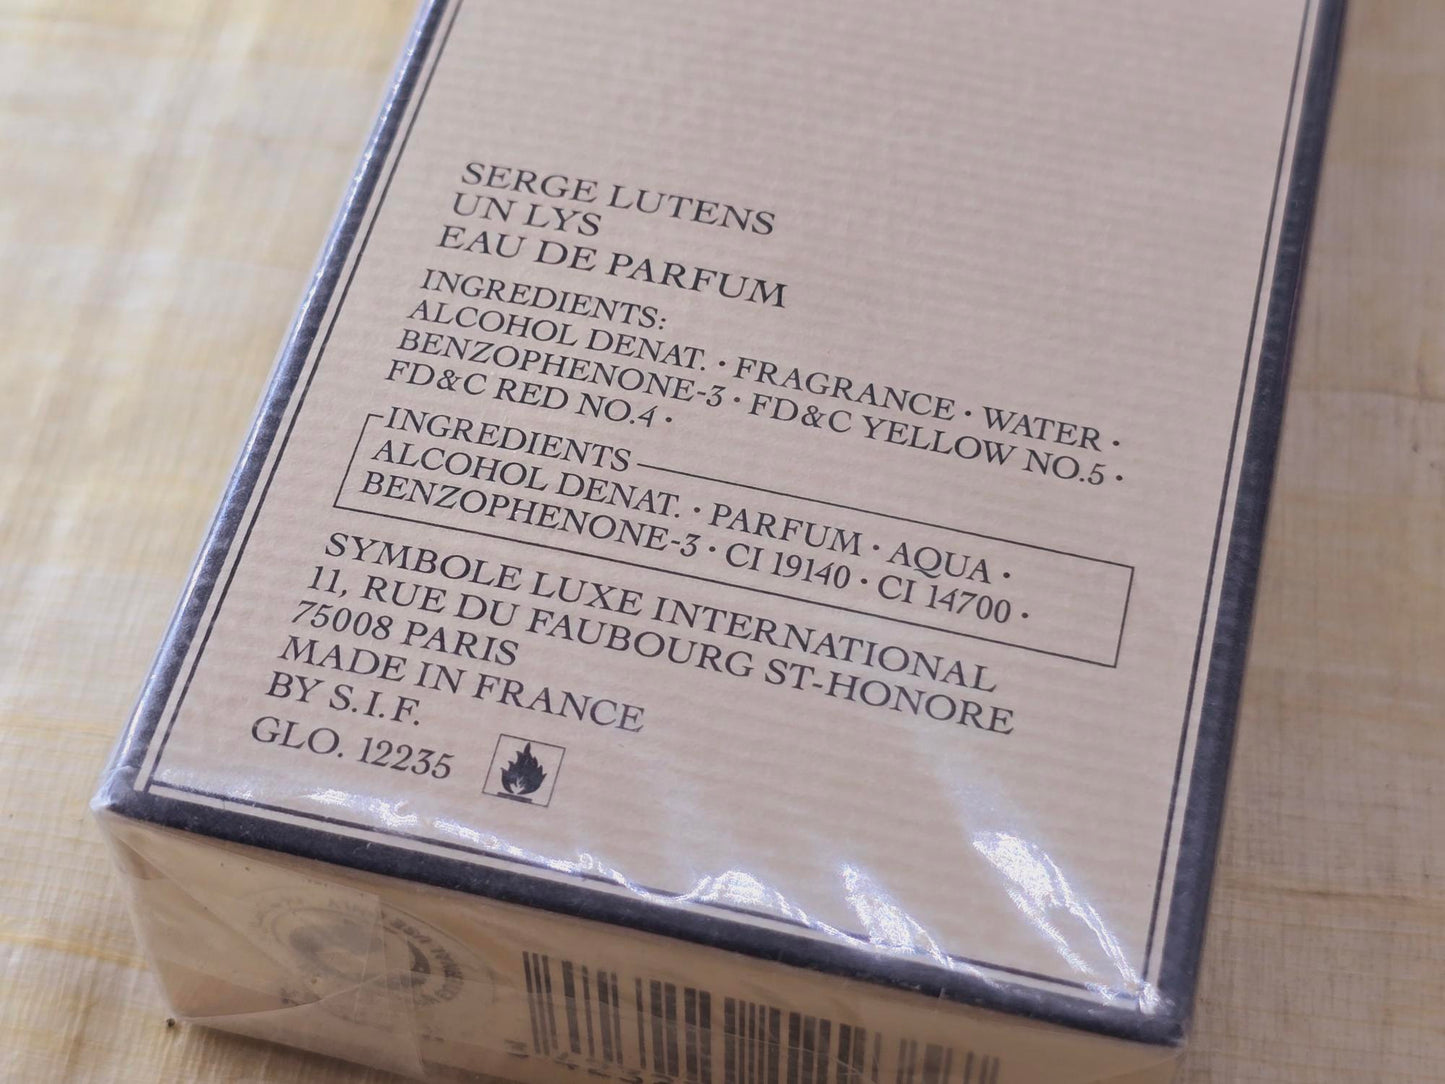 SERGE LUTENS
UN LYS
EAU DE PARFUM
INGREDIENTS:
ALCOHOL DENAT. · FRAGRANCE · WATER ·
BENZOPHENONE-3 · FD&C YELLOW NO.5 ·
FD&C RED NO.4 ·
INGREDIENTS
ALCOHOL DENAT. · PARFUM · AQUA ·
BENZOPHENONE-3 · CI 19140 · CI 14700 ·
SYMBOLE LUXE INTERNATIONAL
11, RUE DU FAUBOURG ST-HONORE
75008 PARIS
MADE IN FRANCE
BY S.I.F.
GLO. 12235